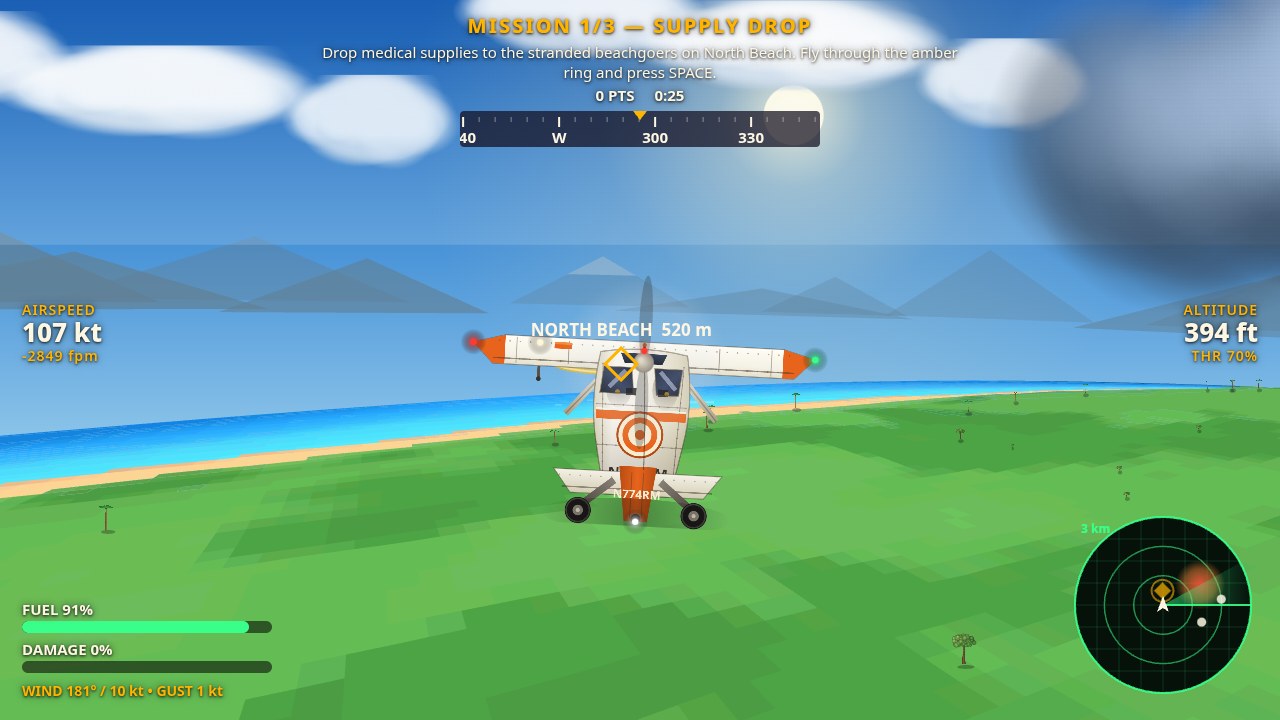 MISSION 1/3 — SUPPLY DROP
Drop medical supplies to the stranded beachgoers on North Beach. Fly through the amber
ring and press SPACE.
0 PTS 0:25
40 W 300 330
AIRSPEED
107 kt
-2849 fpm
ALTITUDE
394 ft
THR 70%
NORTH BEACH 520 m
N774RM
3 km
FUEL 91%
DAMAGE 0%
WIND 181° / 10 kt • GUST 1 kt